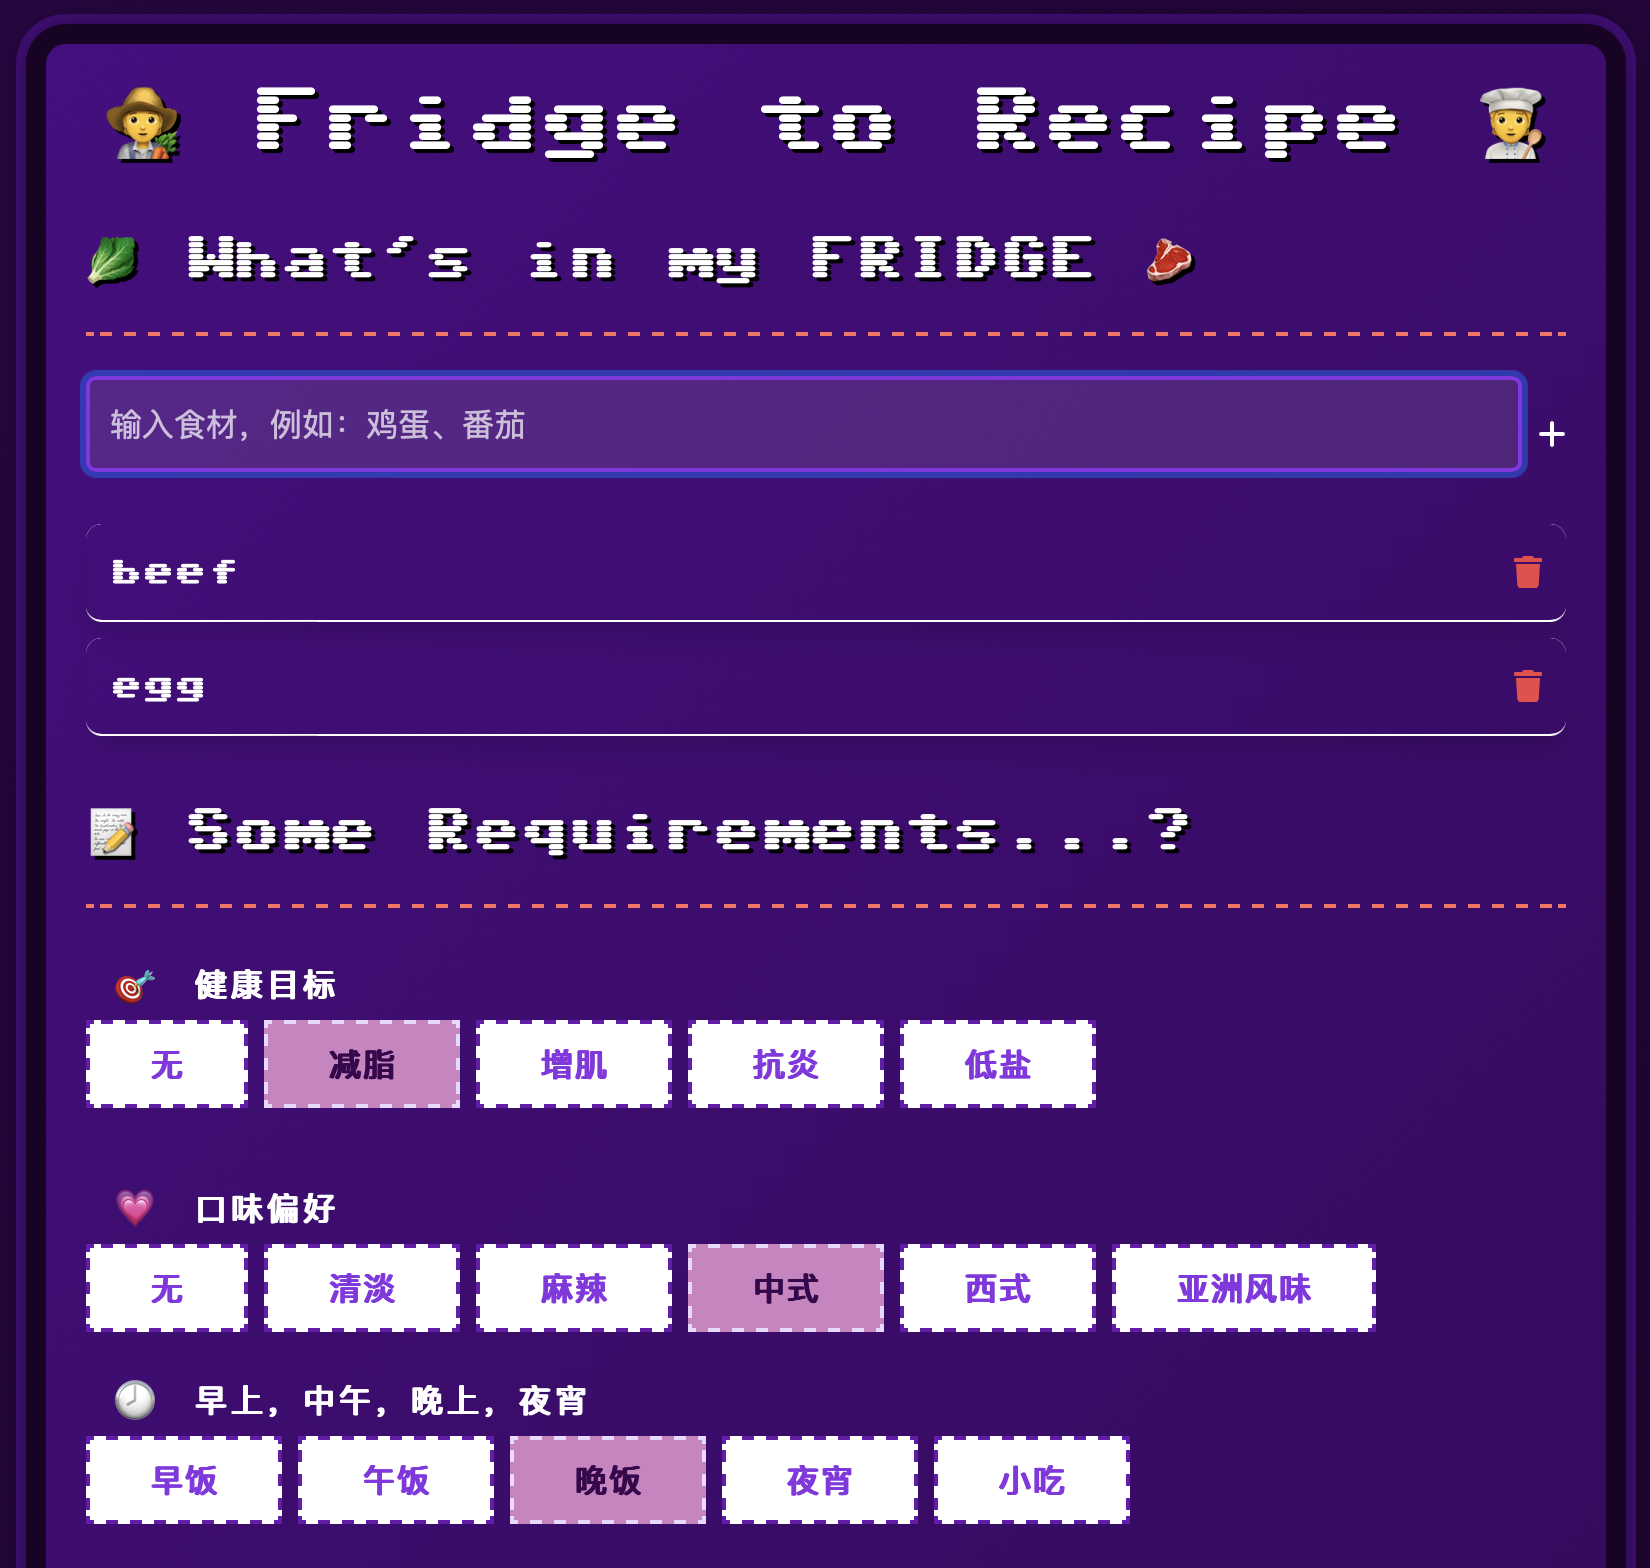 Fridge to Recipe
What's in my FRIDGE
输入食材，例如：鸡蛋、番茄
+
beef
egg
Some Requirements...?
健康目标
无 减脂 增肌 抗炎 低盐
口味偏好
无 清淡 麻辣 中式 西式 亚洲风味
早上，中午，晚上，夜宵
早饭 午饭 晚饭 夜宵 小吃